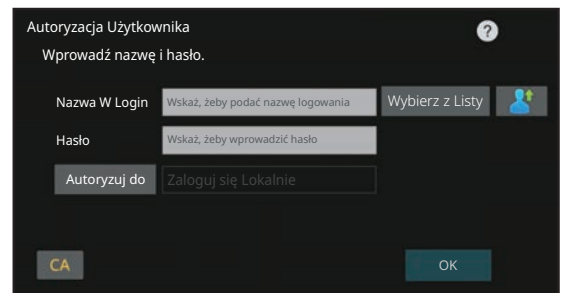 Autoryzacja Użytkownika
?
Wprowadź nazwę i hasło.
Nazwa W Login Wskaż, żeby podać nazwę logowania Wybierz z Listy
Hasło Wskaż, żeby wprowadzić hasło
Autoryzuj do Zaloguj się Lokalnie
CA OK